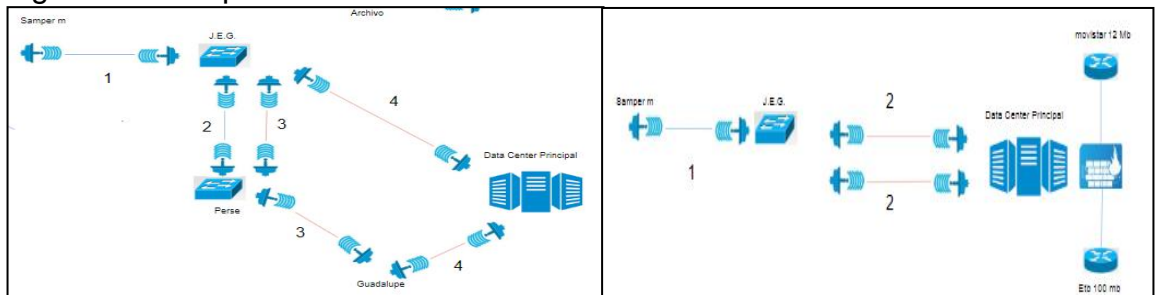 Archivo
Samper m
J.E.G.
1
2
3
4
Data Center Principal
Perse
3
4
Guadalupe
movistar 12 Mb
Samper m
J.E.G.
2
Data Center Principal
1
2
Etb 100 mb